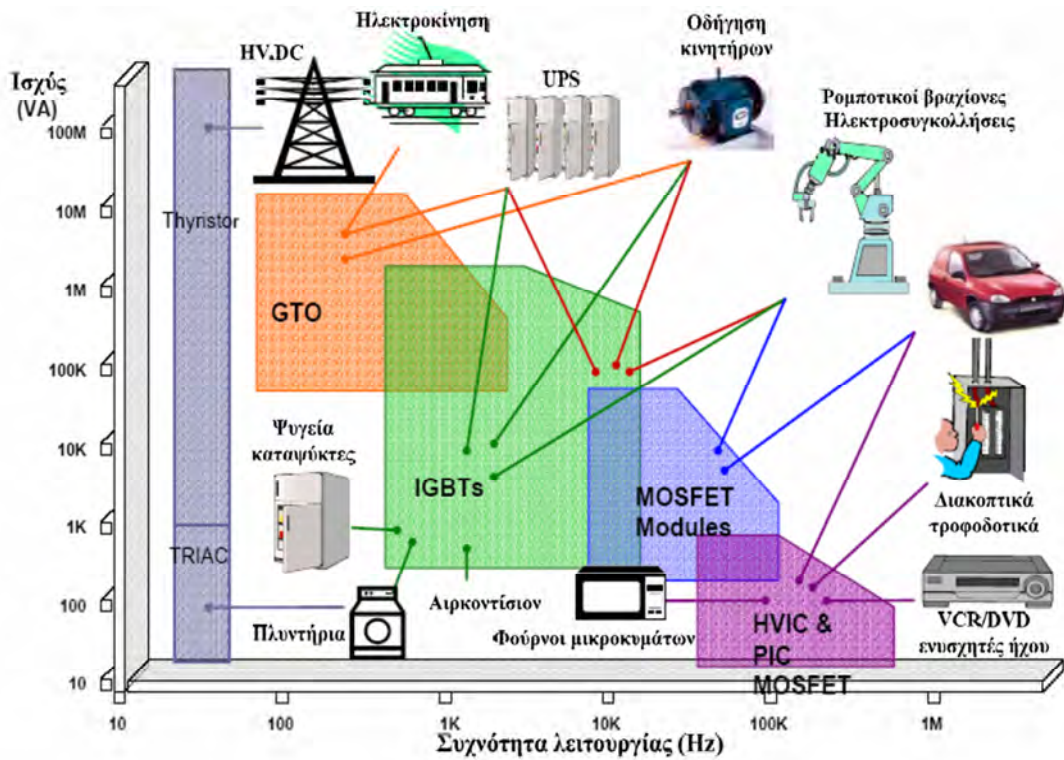 Ηλεκτροκίνηση
HV.DC
Οδήγηση
κινητήρων
UPS
Ισχύς
(VA)
Ρομποτικοί βραχίονες
Ηλεκτροσυγκολλήσεις
100M
10M
1M
100K
10K
1K
100
10
Thyristor
TRIAC
GTO
IGBTs
MOSFET
Modules
HVIC &
PIC
MOSFET
Ψυγεία
καταψύκτες
Πλυντήρια
Αιρκοντίσιον
Φούρνοι μικροκυμάτων
Διακοπτικά
τροφοδοτικά
VCR/DVD
ενυσχητές ήχου
10
100
1K
10K
100K
1M
Συχνότητα λειτουργίας (Hz)